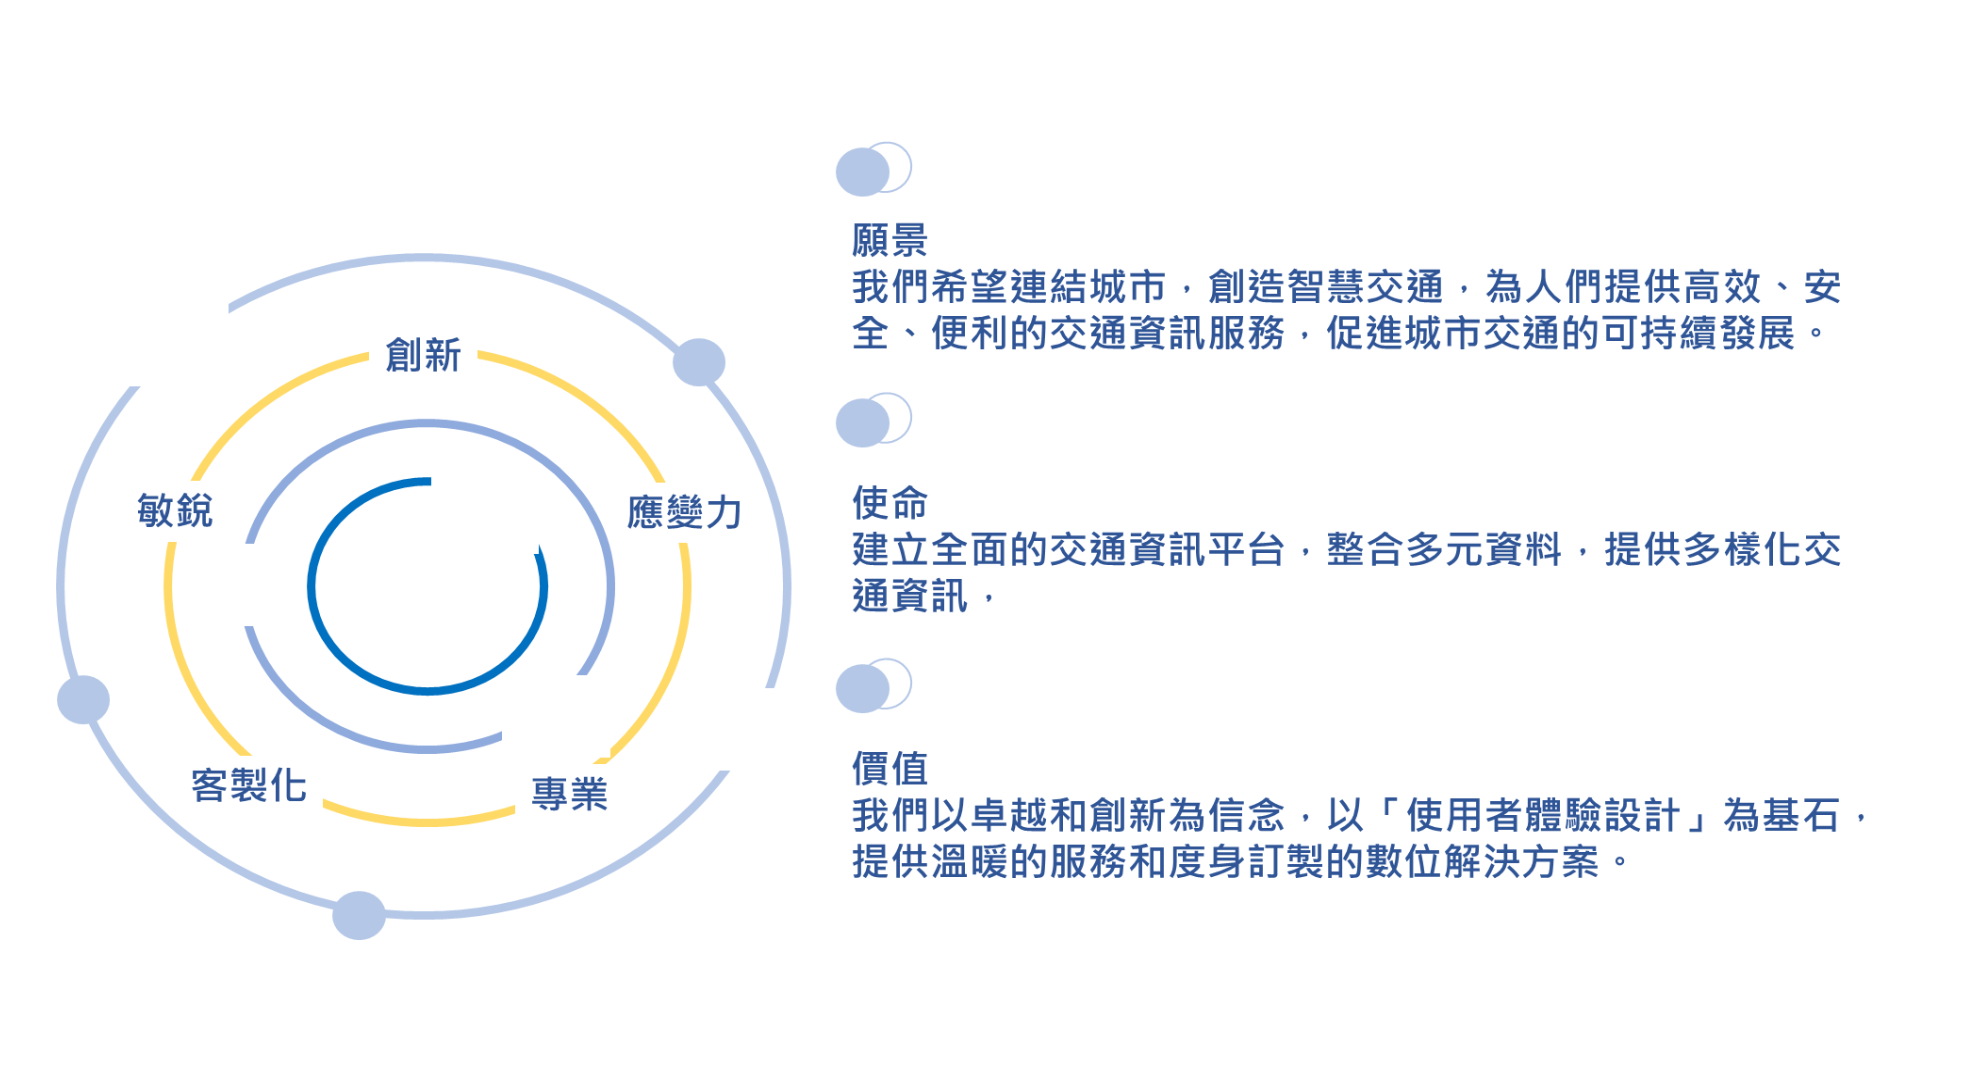 創新
敏銳
應變力
客製化
專業
願景
我們希望連結城市，創造智慧交通，為人們提供高效、安
全、便利的交通資訊服務，促進城市交通的可持續發展。
使命
建立全面的交通資訊平台，整合多元資料，提供多樣化交
通資訊，
價值
我們以卓越和創新為信念，以「使用者體驗設計」為基石，
提供溫暖的服務和度身訂製的數位解決方案。